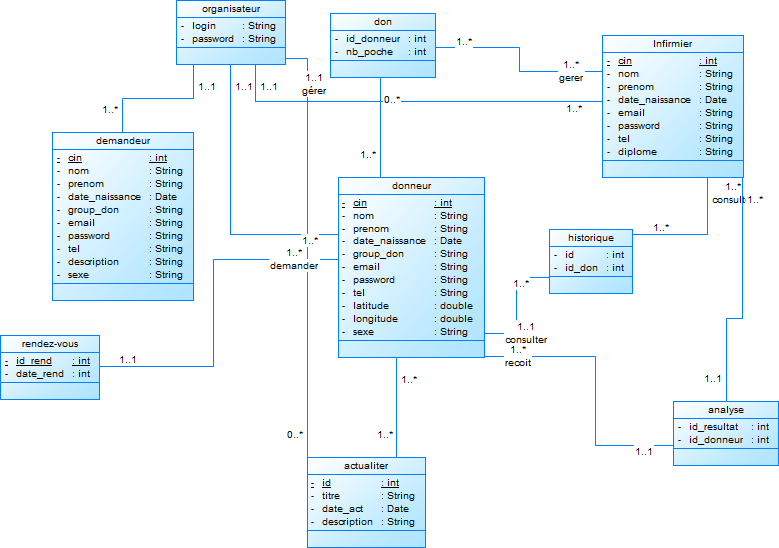 organisateur
- login : String
- password : String
don
- id_donneur : int
- nb_poche : int
Infirmier
- cin : int
- nom : String
- prenom : String
- date_naissance : Date
- email : String
- password : String
- tel : String
- diplome : String
1..*
1..*
gerer
1..1
1..1
1..1
1..1
gérer
0..*
1..*
1..*
demandeur
- cin : int
- nom : String
- prenom : String
- date_naissance : Date
- group_don : String
- email : String
- password : String
- tel : String
- description : String
- sexe : String
1..*
donneur
- cin : int
- nom : String
- prenom : String
- date_naissance : Date
- group_don : String
- email : String
- password : String
- tel : String
- latitude : double
- longitude : double
- sexe : String
1..*
consult
1..*
1..*
historique
- id : int
- id_don : int
1..*
1..*
demander
1..*
1..1
consulter
1..*
recoit
rendez-vous
- id_rend : int
- date_rend : int
1..1
1..*
1..1
analyse
- id_resultat : int
- id_donneur : int
0..*
1..*
1..1
actualiter
- id : int
- titre : String
- date_act : Date
- description : String